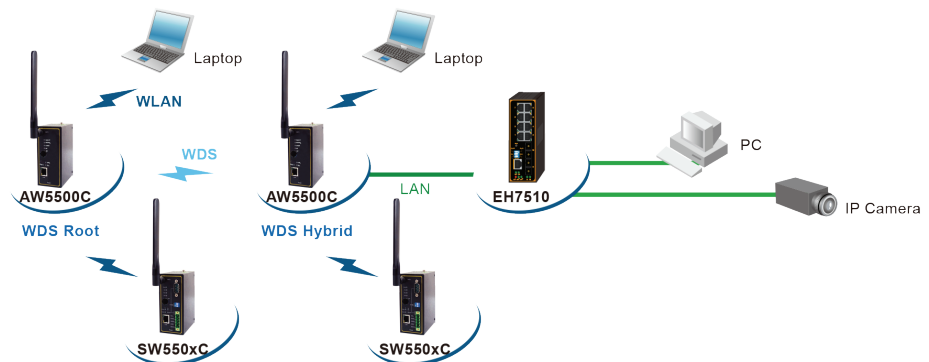 Laptop
Laptop
WLAN
PC
WDS
LAN
AW5500C
AW5500C
EH7510
IP Camera
WDS Root
WDS Hybrid
SW550xC
SW550xC